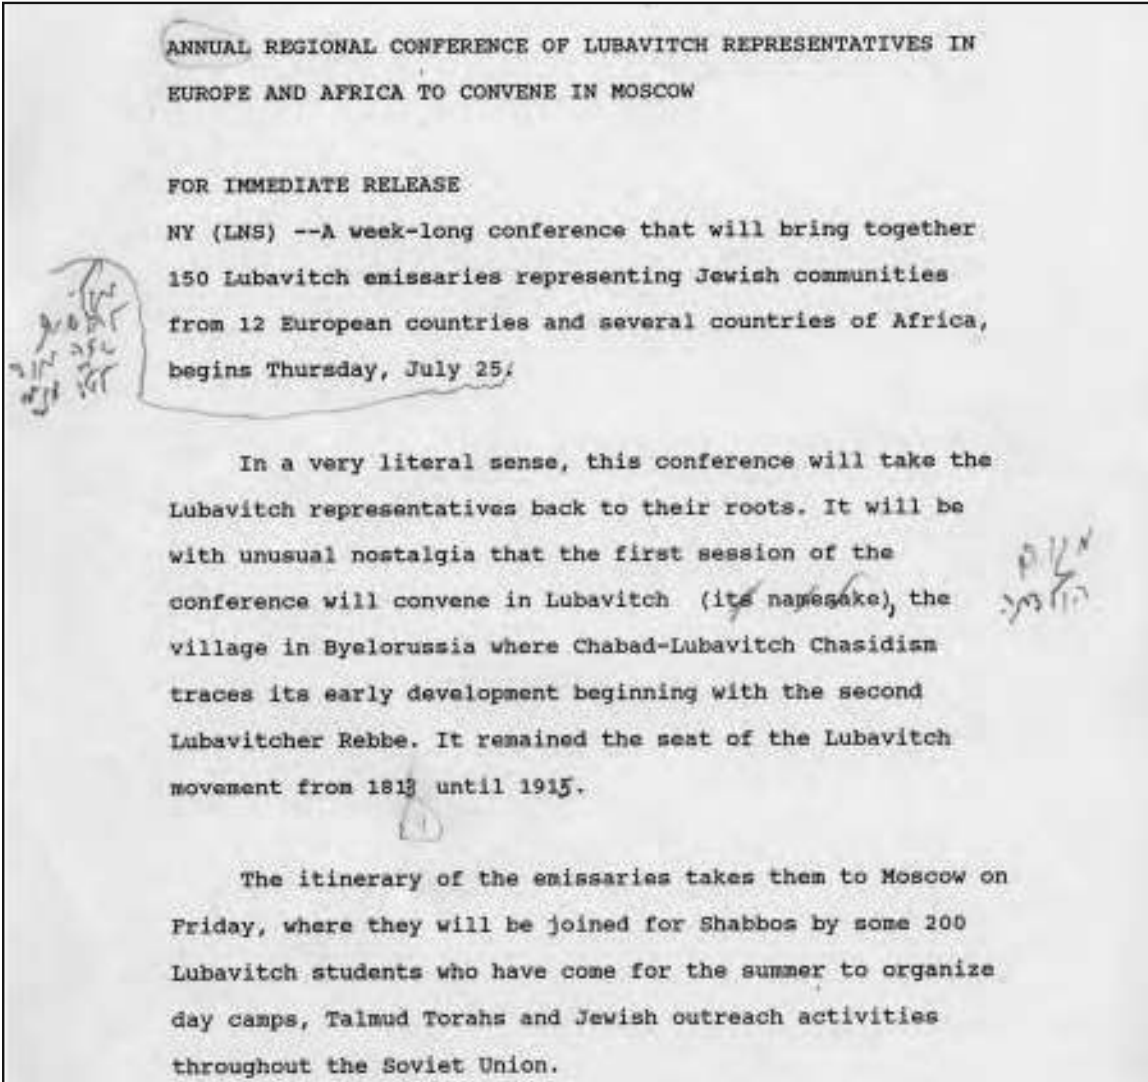 ANNUAL REGIONAL CONFERENCE OF LUBAVITCH REPRESENTATIVES IN
EUROPE AND AFRICA TO CONVENE IN MOSCOW
FOR IMMEDIATE RELEASE
NY (LNS) --A week-long conference that will bring together
150 Lubavitch emissaries representing Jewish communities
from 12 European countries and several countries of Africa,
begins Thursday, July 25.
In a very literal sense, this conference will take the
Lubavitch representatives back to their roots. It will be
with unusual nostalgia that the first session of the
conference will convene in Lubavitch (its namesake), the
village in Byelorussia where Chabad-Lubavitch Chasidism
traces its early development beginning with the second
Lubavitcher Rebbe. It remained the seat of the Lubavitch
movement from 1813 until 1915.
The itinerary of the emissaries takes them to Moscow on
Friday, where they will be joined for Shabbos by some 200
Lubavitch students who have come for the summer to organize
day camps, Talmud Torahs and Jewish outreach activities
throughout the Soviet Union.